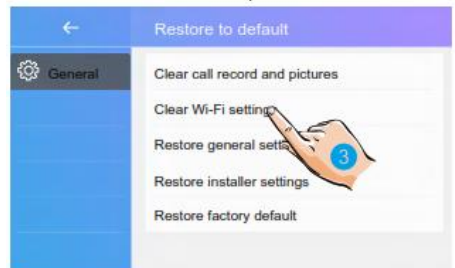 Restore to default
General
Clear call record and pictures
Clear Wi-Fi setting
Restore general sett
3
Restore installer settings
Restore factory default